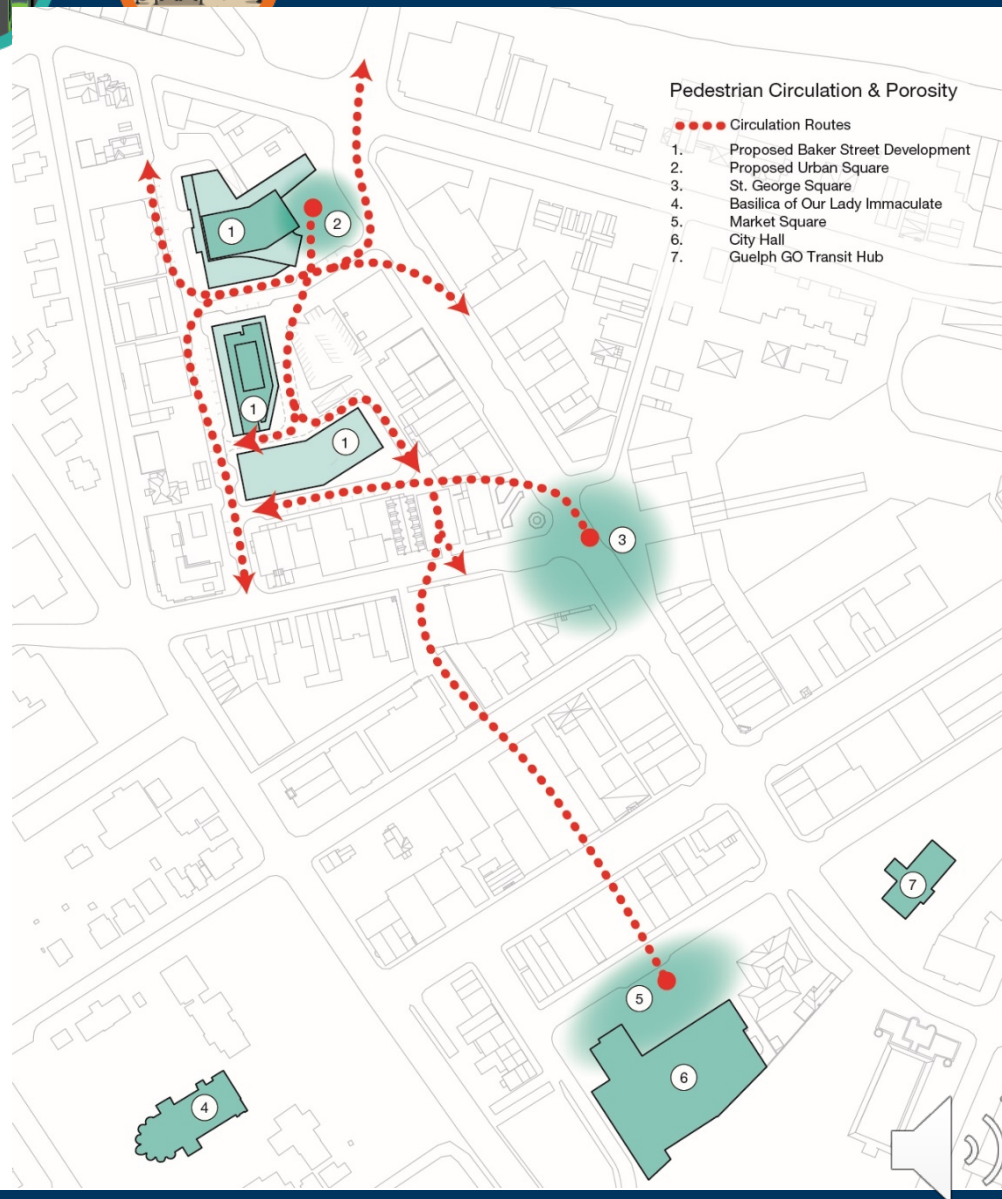 Pedestrian Circulation & Porosity
Circulation Routes
1. Proposed Baker Street Development
2. Proposed Urban Square
3. St. George Square
4. Basilica of Our Lady Immaculate
5. Market Square
6. City Hall
7. Guelph GO Transit Hub
1
2
1
1
3
7
5
6
4